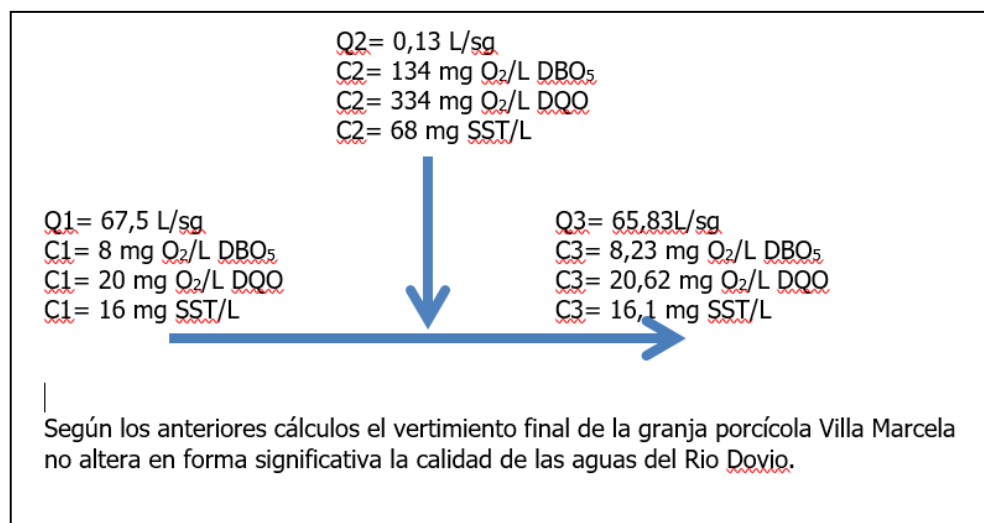 Q2= 0,13 L/sg
C2= 134 mg O₂/L DBO₅
C2= 334 mg O₂/L DQO
C2= 68 mg SST/L
Q1= 67,5 L/sg
C1= 8 mg O₂/L DBO₅
C1= 20 mg O₂/L DQO
C1= 16 mg SST/L
Q3= 65,83L/sg
C3= 8,23 mg O₂/L DBO₅
C3= 20,62 mg O₂/L DQO
C3= 16,1 mg SST/L
Según los anteriores cálculos el vertimiento final de la granja porcícola Villa Marcela
no altera en forma significativa la calidad de las aguas del Rio Dovio.